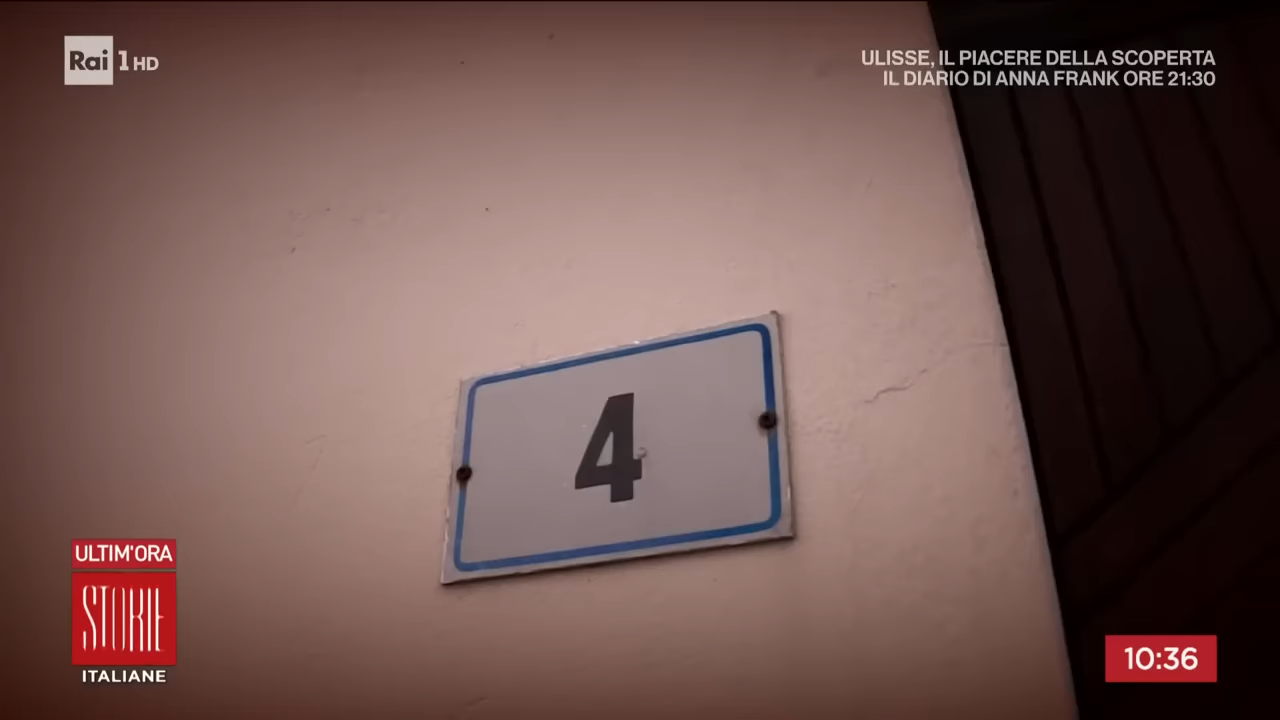 Rai 1 HD
ULISSE, IL PIACERE DELLA SCOPERTA
IL DIARIO DI ANNA FRANK ORE 21:30
4
ULTIM'ORA
STORIE
ITALIANE
10:36